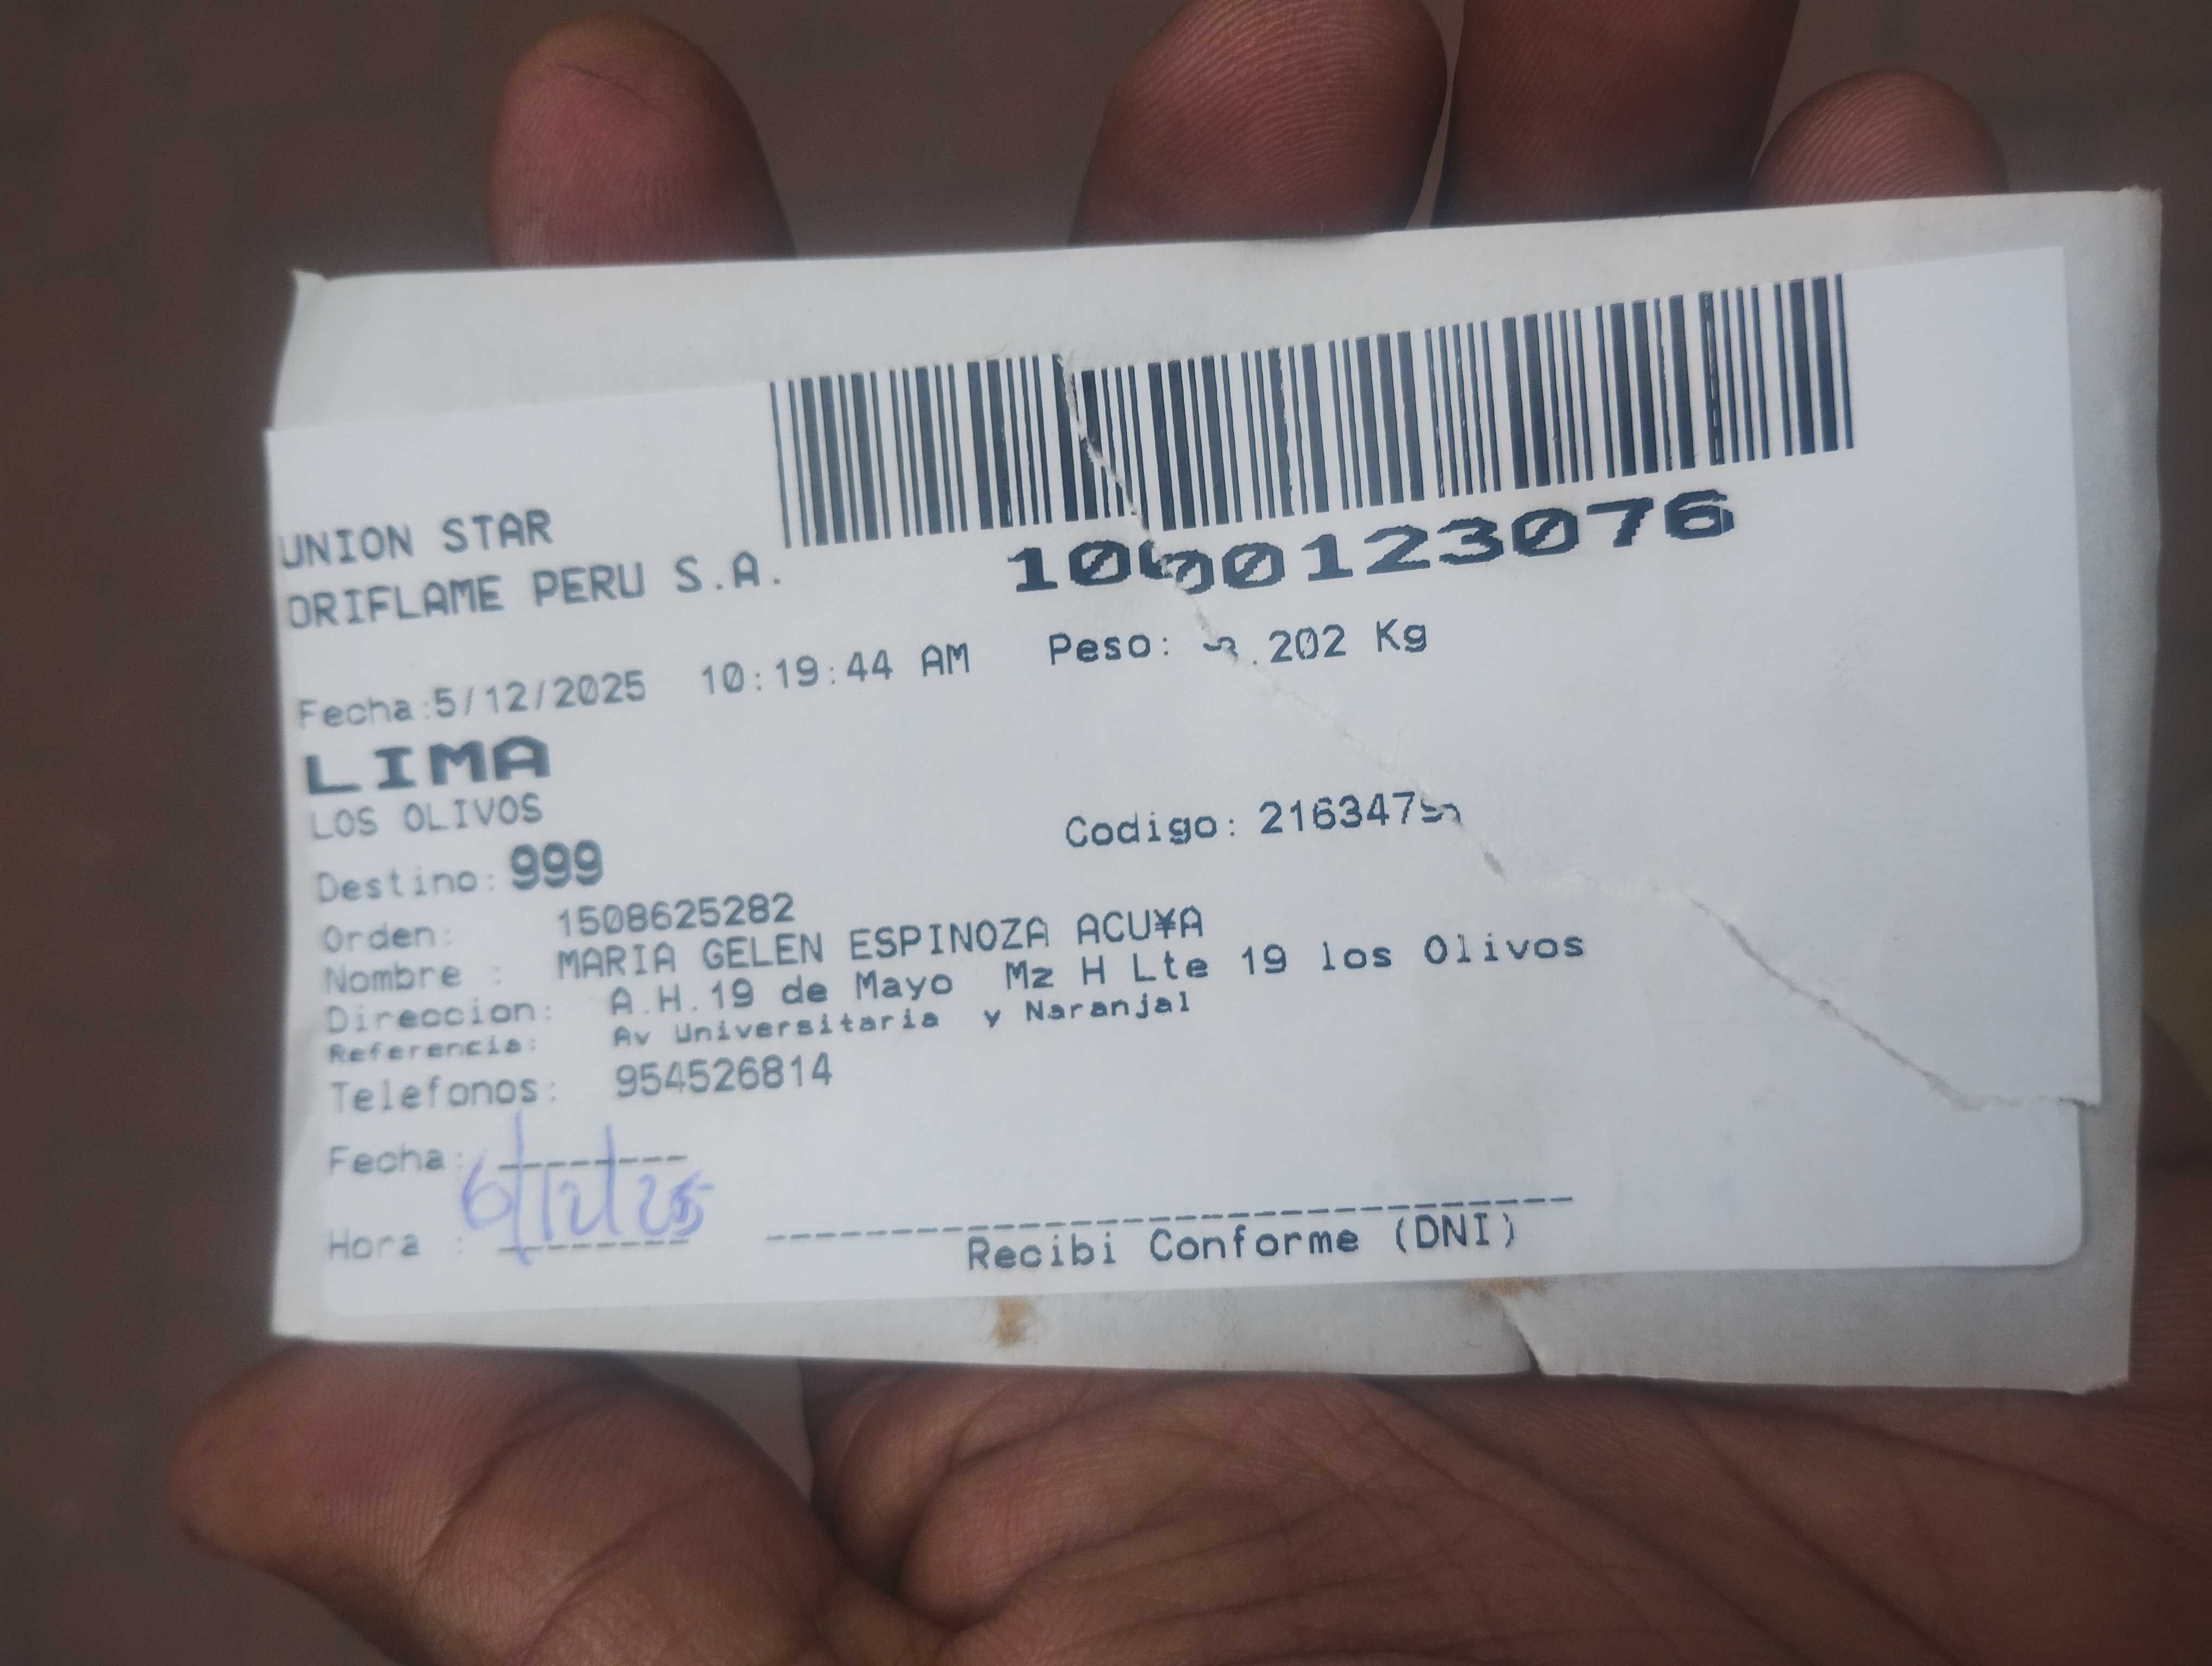 UNION STAR
ORIFLAME PERU S.A.
1000123076
Fecha:5/12/2025 10:19:44 AM Peso: .202 Kg
LIMA
LOS OLIVOS
Codigo:
Destino: 999
Orden: 1508625282
Nombre : MARIA GELEN ESPINOZA ACU¥A
Direccion: A.H.19 de Mayo Mz H Lte 19 los Olivos
Referencia: Av Universitaria y Naranjal
Telefonos: 954526814
Fecha: 6/12/25
Hora :
Recibi Conforme (DNI)